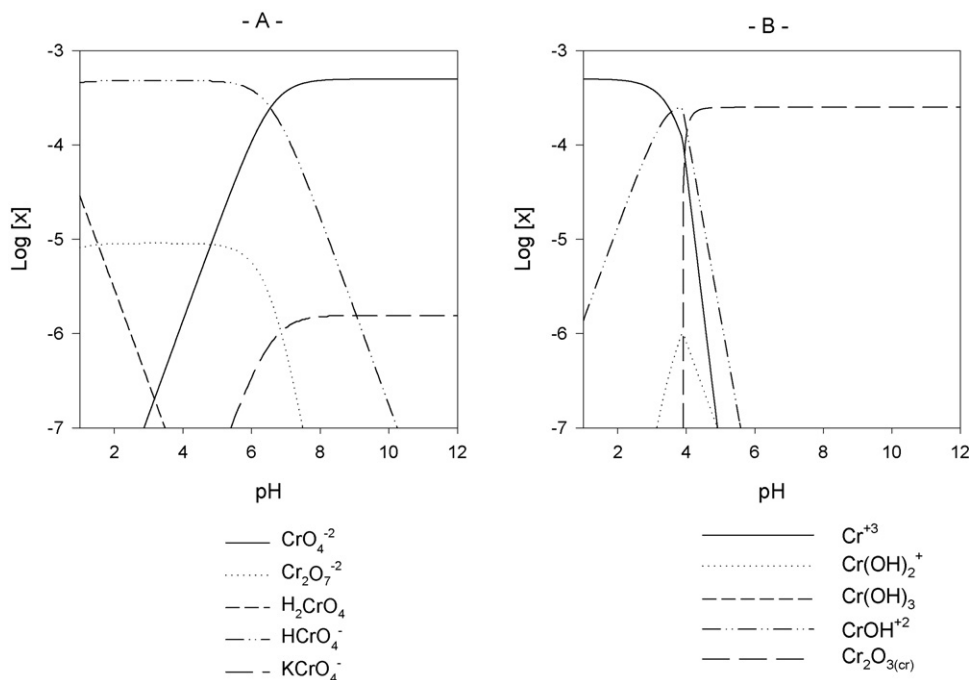 - A -
-3
-4
-5
-6
-7
Log [x]
2 4 6 8 10 12
pH
CrO₄⁻²
Cr₂O₇⁻²
H₂CrO₄
HCrO₄⁻
KCrO₄⁻
- B -
-3
-4
-5
-6
-7
Log [x]
2 4 6 8 10 12
pH
Cr⁺³
Cr(OH)₂⁺
Cr(OH)₃
CrOH⁺²
Cr₂O₃(cr)